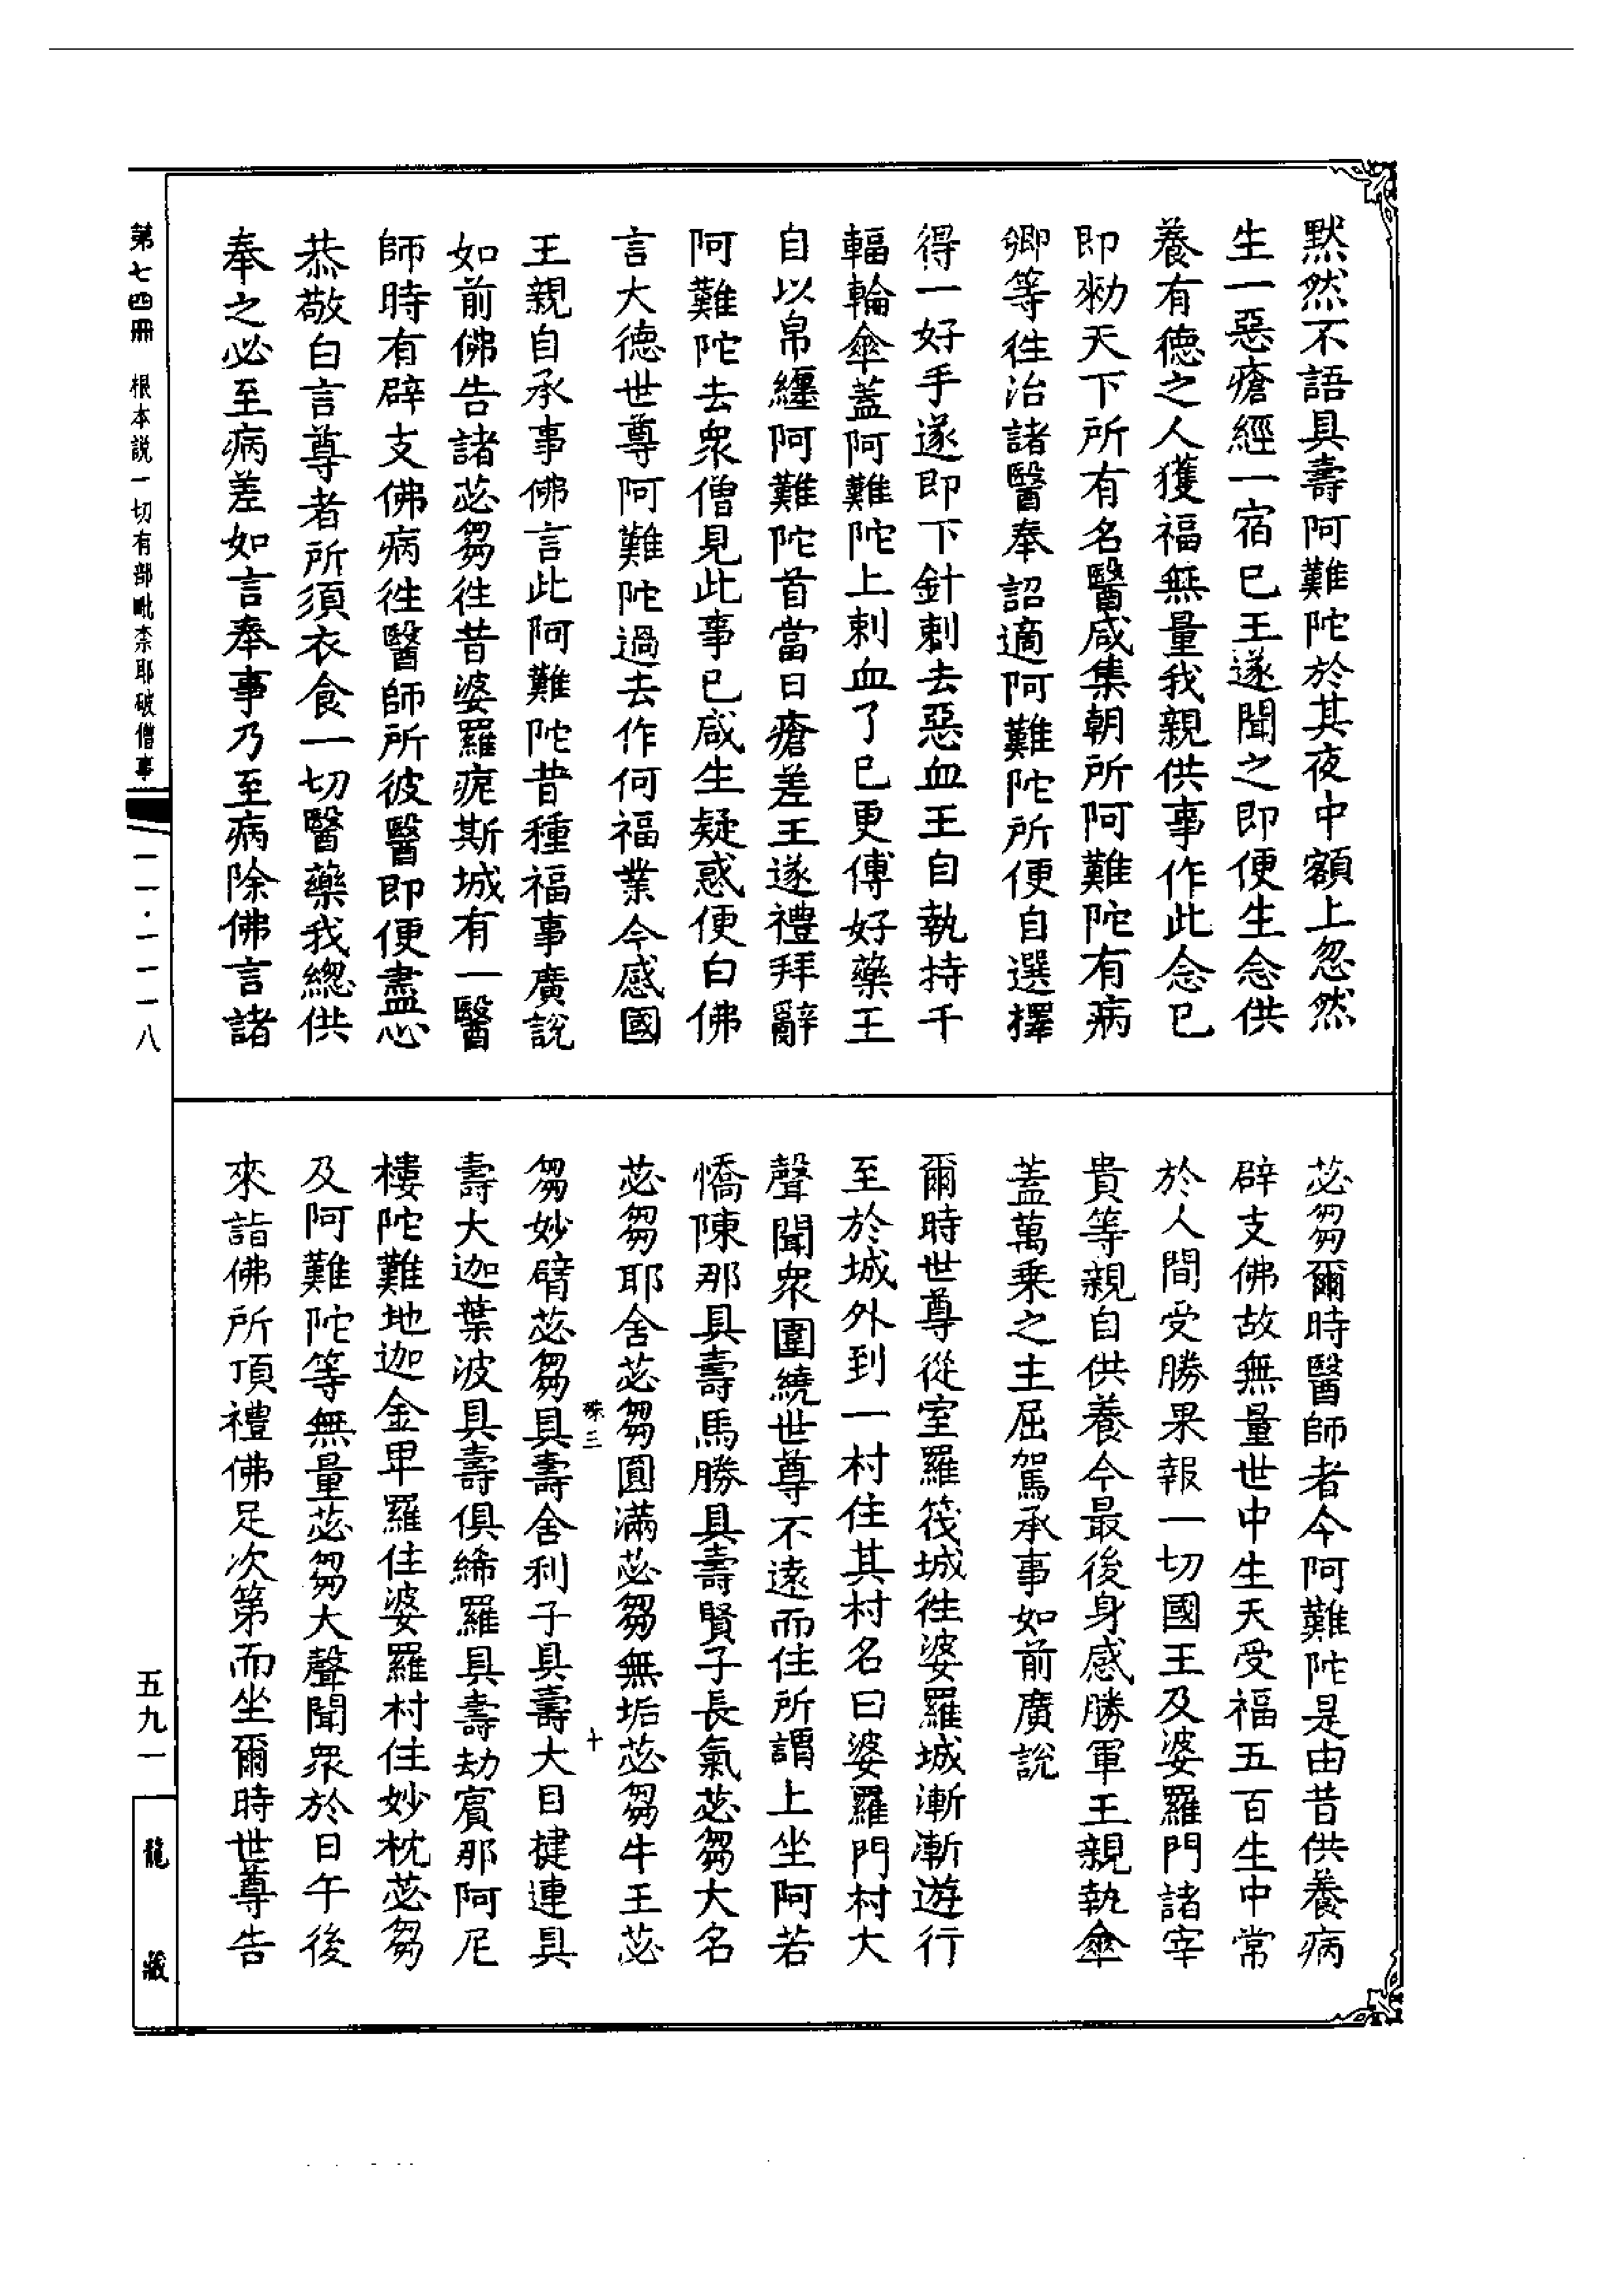 默然不語具壽阿難陀於其夜中額上忽然
生一惡瘡經一宿已王遂聞之即便生念供
養有德之人獲福無量我親供事作此念已
即勑天下所有名醫咸集朝所阿難陀有病
卿等往治諸醫奉詔適阿難陀所便自選擇
得一好手遂即下針刺去惡血王自執持千
輻輪傘蓋阿難陀上刺血了已更傅好藥王
自以帛纏阿難陀首當日瘡差王遂禮拜辭
阿難陀去眾僧見此事已咸生疑惑便白佛
言大德世尊阿難陀過去作何福業今感國
王親自承事佛言此阿難陀昔種福事廣說
如前佛告諸苾芻往昔婆羅痆斯城有一醫
師時有辟支佛病往醫師所彼醫即便盡心
恭敬白言尊者所須衣食一切醫藥我總供
奉之必至病差如言奉事乃至病除佛言諸
苾芻爾時醫師者今阿難陀是由昔供養病
辟支佛故無量世中生天受福五百生中常
於人間受勝果報一切國王及婆羅門諸宰
貴等親自供養今最後身感勝軍王親執傘
蓋萬乘之主屈駕承事如前廣說
爾時世尊從室羅筏城往婆羅城漸漸遊行
至於城外到一村住其村名曰婆羅門村大
聲聞眾圍繞世尊不遠而住所謂上坐阿若
憍陳那具壽馬勝具壽賢子長氣苾芻大名
苾芻耶舍苾芻圓滿苾芻無垢苾芻牛王苾
芻妙臂苾芻具壽舍利子具壽大目揵連具
壽大迦葉波具壽俱絺羅具壽劫賓那阿尼
樓陀難地迦金毘羅住婆羅村住妙枕苾芻
及阿難陀等無量苾芻大聲聞眾於日午後
來詣佛所頂禮佛足次第而坐爾時世尊告
三
十
第七四冊 根本說一切有部毗奈耶破僧事
一一·一一一八
五九一
龍藏